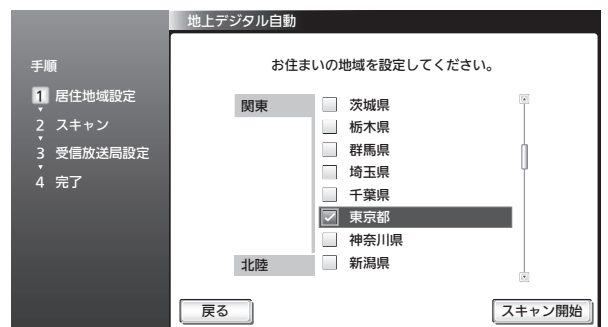 地上デジタル自動
手順
1 居住地域設定
2 スキャン
3 受信放送局設定
4 完了
お住まいの地域を設定してください。
関東
茨城県
栃木県
群馬県
埼玉県
千葉県
東京都
神奈川県
北陸
新潟県
戻る
スキャン開始